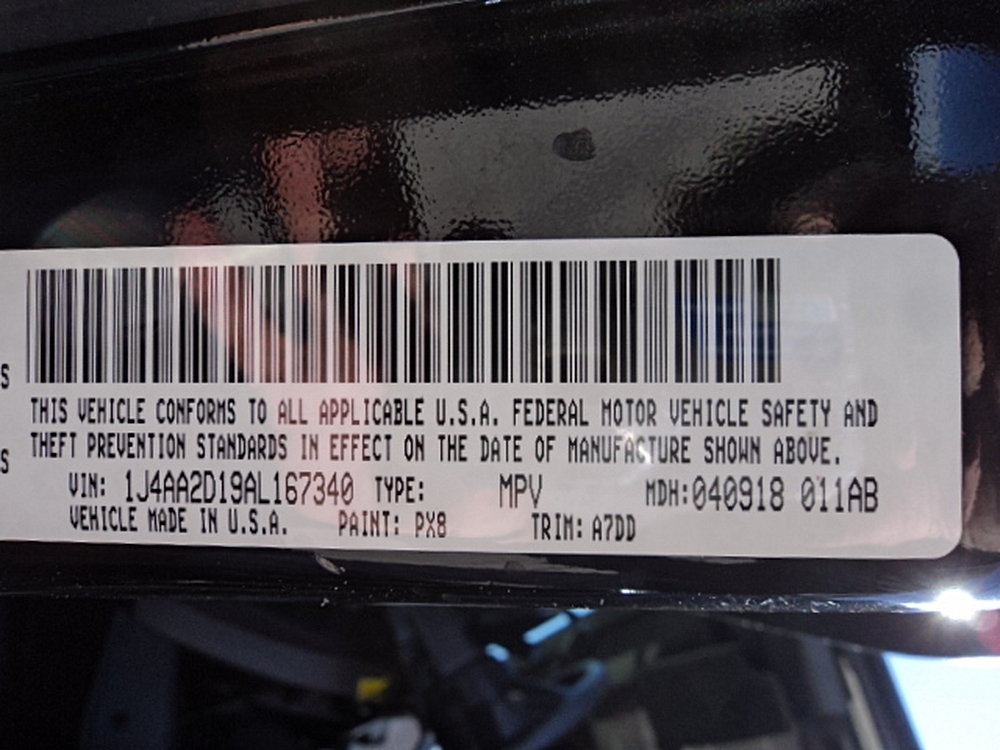 S
THIS VEHICLE CONFORMS TO ALL APPLICABLE U.S.A. FEDERAL MOTOR VEHICLE SAFETY AND
S
THEFT PREVENTION STANDARDS IN EFFECT ON THE DATE OF MANUFACTURE SHOWN ABOVE.
VIN: 1J4AA2D19AL167340 TYPE: MPV MDH:040918 011AB
VEHICLE MADE IN U.S.A. PAINT: PX8 TRIM: A7DD